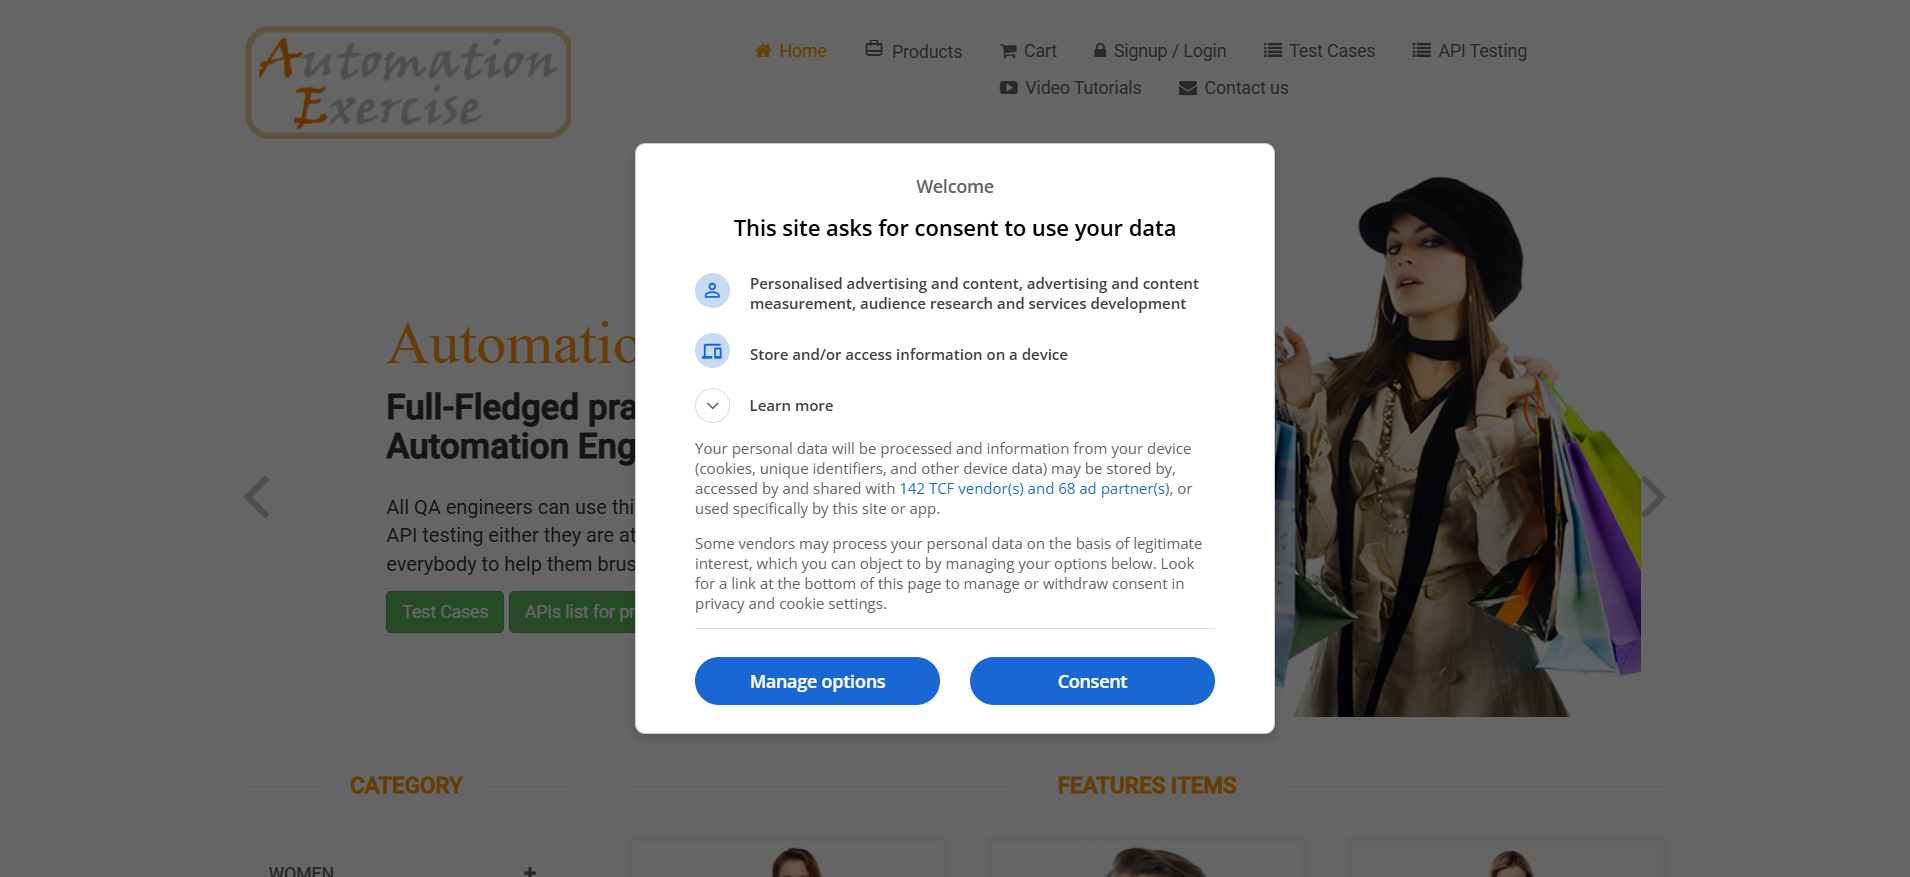 Automation
Exercise
Home
Products
Cart
Signup / Login
Test Cases
API Testing
Video Tutorials
Contact us
Welcome
This site asks for consent to use your data
Personalised advertising and content, advertising and content
measurement, audience research and services development
Store and/or access information on a device
Learn more
Your personal data will be processed and information from your device
(cookies, unique identifiers, and other device data) may be stored by,
accessed by and shared with 142 TCF vendor(s) and 68 ad partner(s), or
used specifically by this site or app.
Some vendors may process your personal data on the basis of legitimate
interest, which you can object to by managing your options below. Look
for a link at the bottom of this page to manage or withdraw consent in
privacy and cookie settings.
Manage options
Consent
Automatio
Full-Fledged pra
Automation Eng
All QA engineers can use thi
API testing either they are at
everybody to help them brus
Test Cases
APIs list for pr
CATEGORY
FEATURES ITEMS
WOMEN